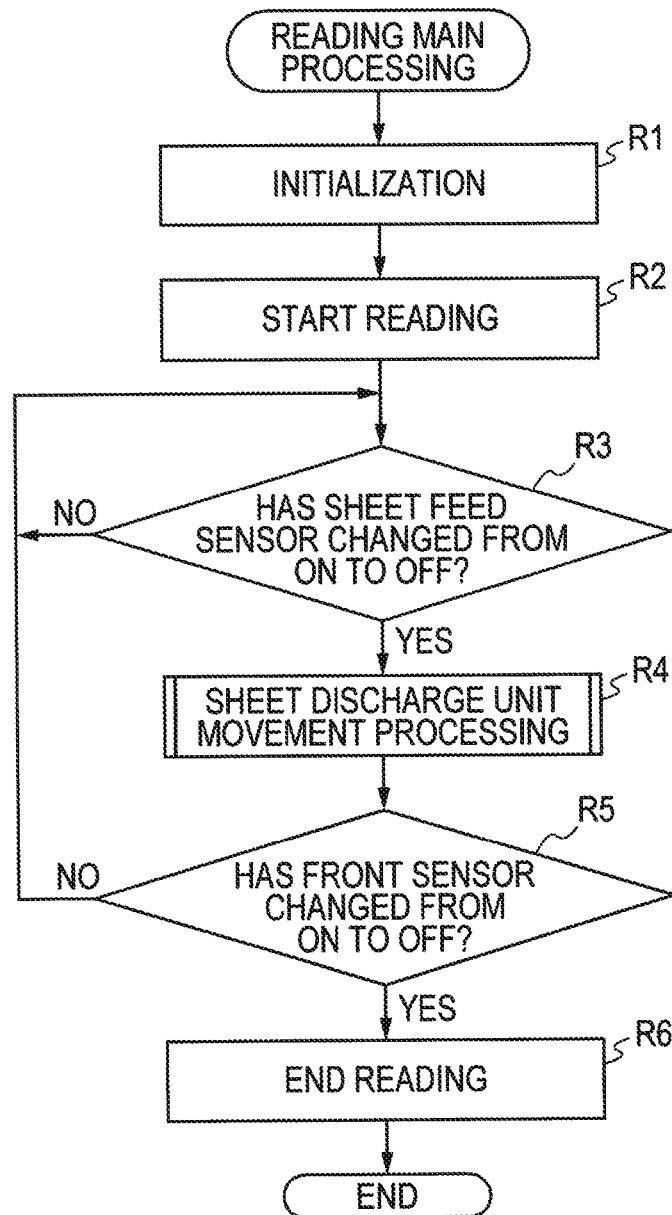 READING MAIN
PROCESSING
R1
INITIALIZATION
R2
START READING
R3
HAS SHEET FEED
SENSOR CHANGED FROM
ON TO OFF?
NO
YES
R4
SHEET DISCHARGE UNIT
MOVEMENT PROCESSING
R5
HAS FRONT SENSOR
CHANGED FROM
ON TO OFF?
NO
YES
R6
END READING
END